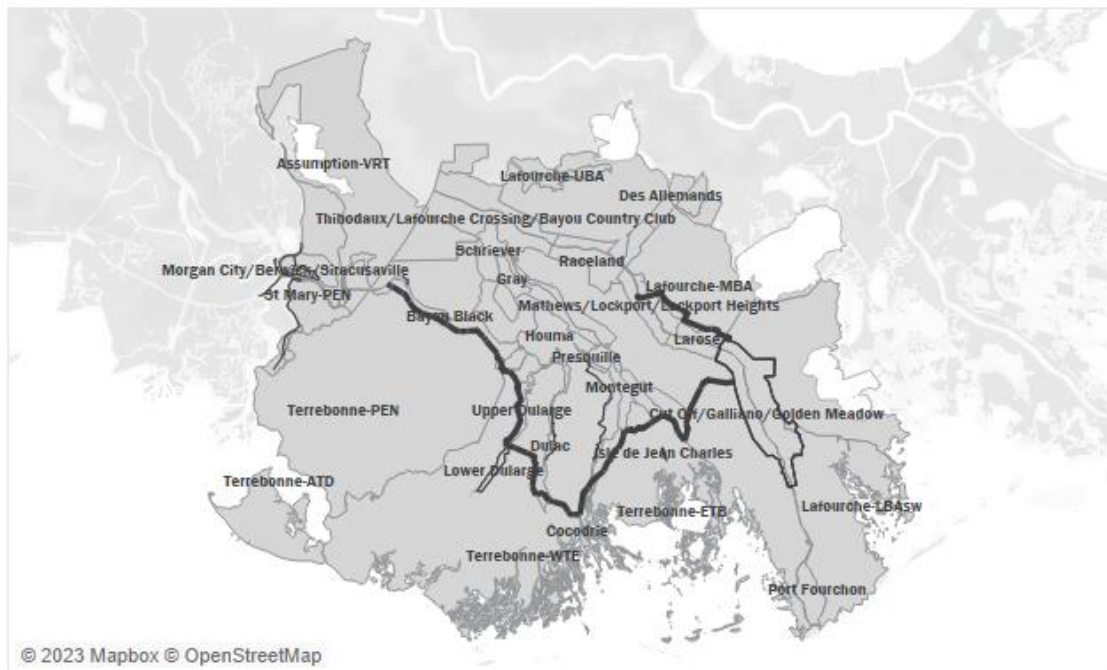 Assumption-VRT
Lafourche-UBA
Des Allemands
Thibodaux/Lafourche Crossing/Bayou Country Club
Schriever
Raceland
Morgan City/Berwick/Siracusaville
Gray
St Mary-PEN
Lafourche-MBA
Mathews/Lockport/Lockport Heights
Bayou Black
Houma
Larose
Presquille
Montegut
Terrebonne-PEN
Upper Dularge
Cut Off/Galliano/Golden Meadow
Dulac
Isle de Jean Charles
Lower Dularge
Terrebonne-ATD
Lafourche-LBAsw
Terrebonne-ETB
Cocodrie
Terrebonne-WTE
Port Fourchon
© 2023 Mapbox © OpenStreetMap